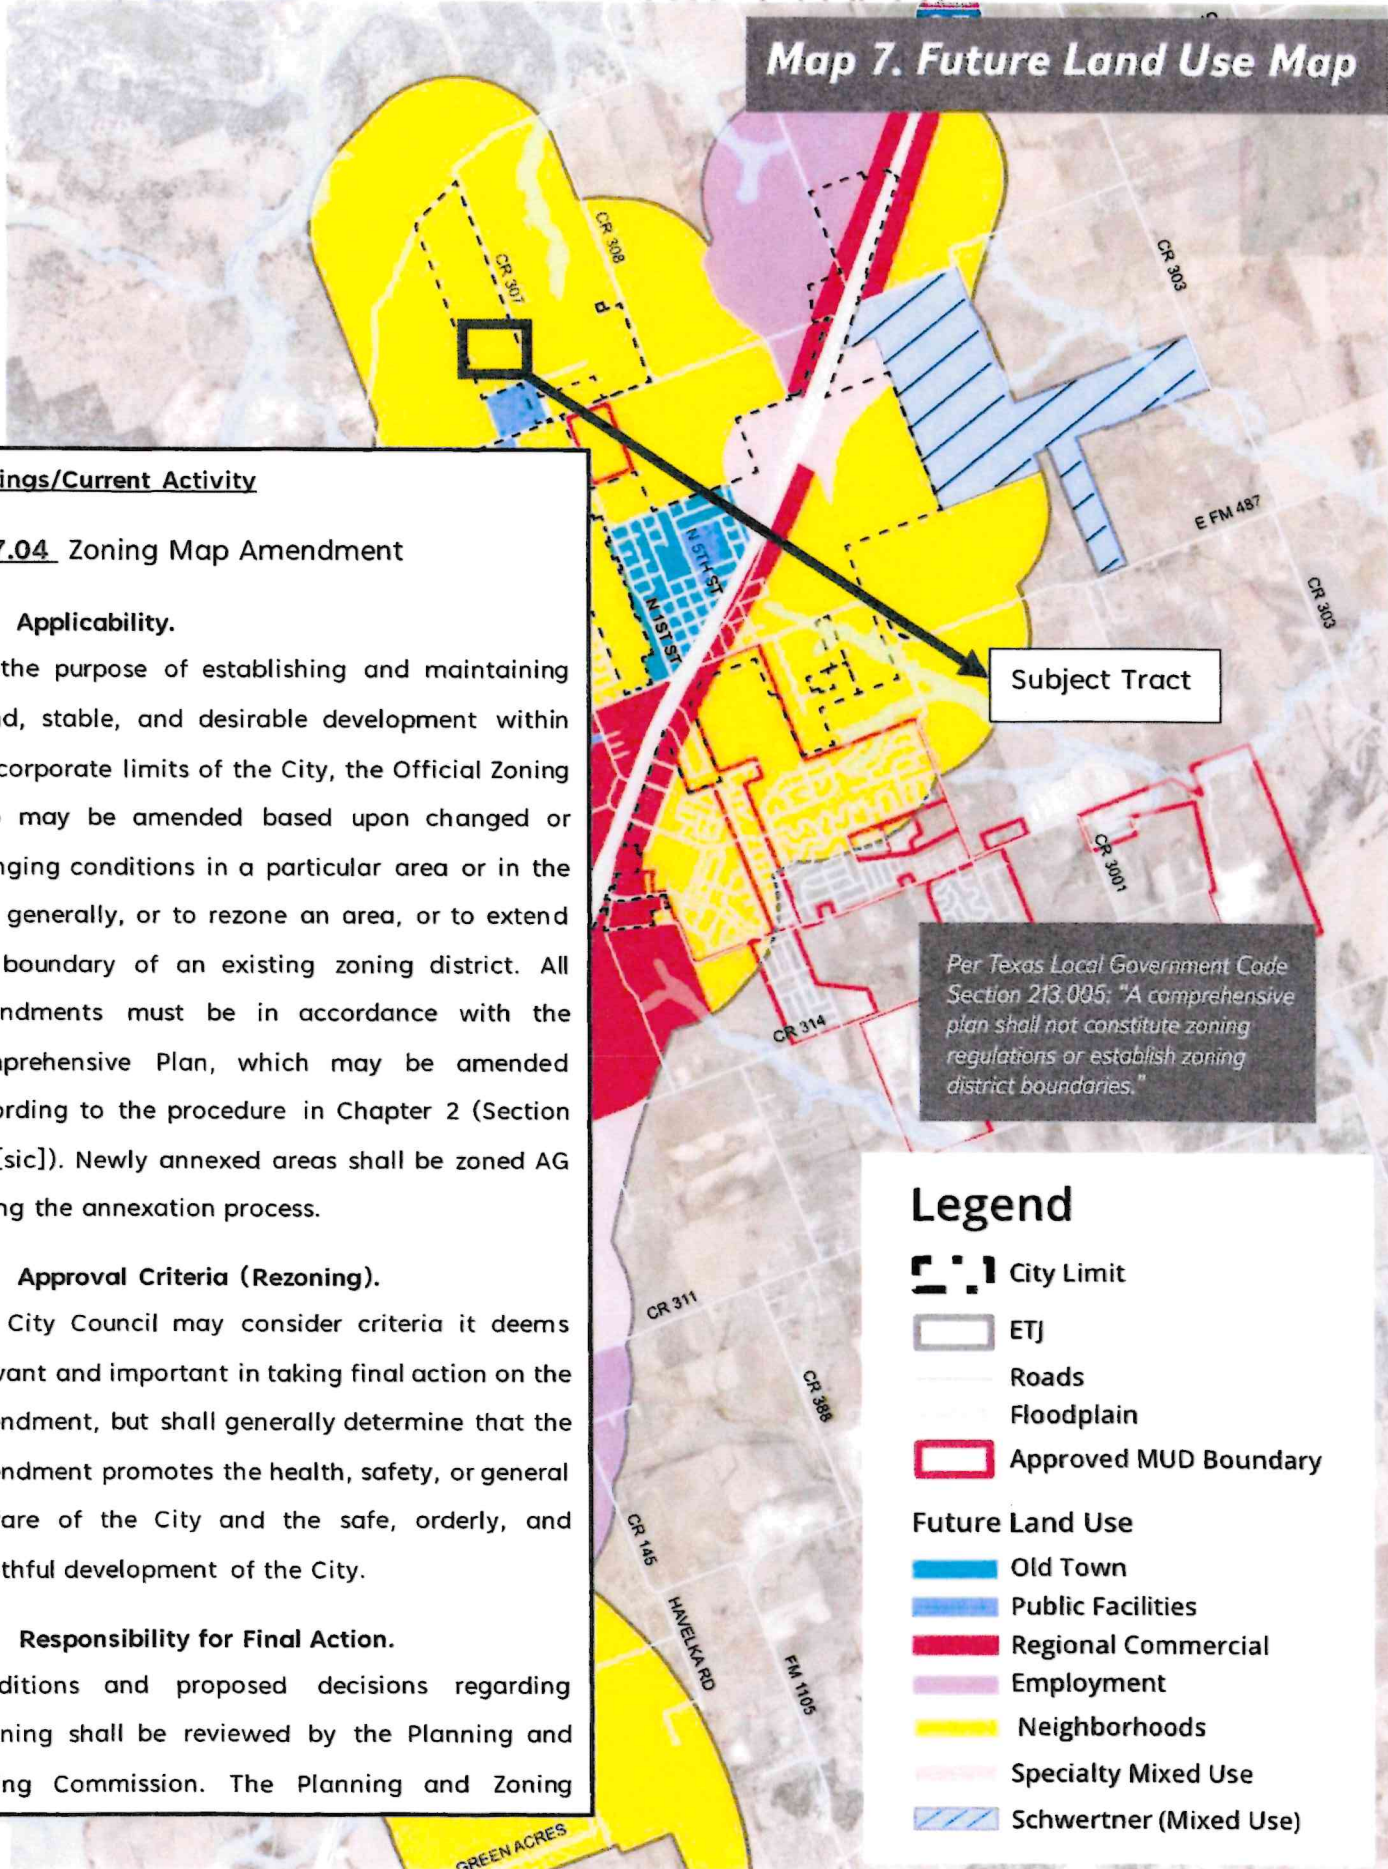 Map 7. Future Land Use Map
CR 308
CR 307
CR 303
E FM 487
CR 303
N 5TH ST
N 1ST ST
Subject Tract
ings/Current Activity
7.04 Zoning Map Amendment
Applicability.
the purpose of establishing and maintaining
d, stable, and desirable development within
corporate limits of the City, the Official Zoning
may be amended based upon changed or
nging conditions in a particular area or in the
generally, or to rezone an area, or to extend
boundary of an existing zoning district. All
ndments must be in accordance with the
prehensive Plan, which may be amended
ording to the procedure in Chapter 2 (Section
[sic]). Newly annexed areas shall be zoned AG
ng the annexation process.
Approval Criteria (Rezoning).
City Council may consider criteria it deems
vant and important in taking final action on the
ndment, but shall generally determine that the
endment promotes the health, safety, or general
are of the City and the safe, orderly, and
thful development of the City.
Responsibility for Final Action.
ditions and proposed decisions regarding
ning shall be reviewed by the Planning and
ng Commission. The Planning and Zoning
CR 3001
CR 314
Per Texas Local Government Code
Section 213.005: "A comprehensive
plan shall not constitute zoning
regulations or establish zoning
district boundaries."
CR 311
CR 388
CR 145
HAVELKA RD
FM 1105
GREEN ACRES
Legend
City Limit
ETJ
Roads
Floodplain
Approved MUD Boundary
Future Land Use
Old Town
Public Facilities
Regional Commercial
Employment
Neighborhoods
Specialty Mixed Use
Schwertner (Mixed Use)